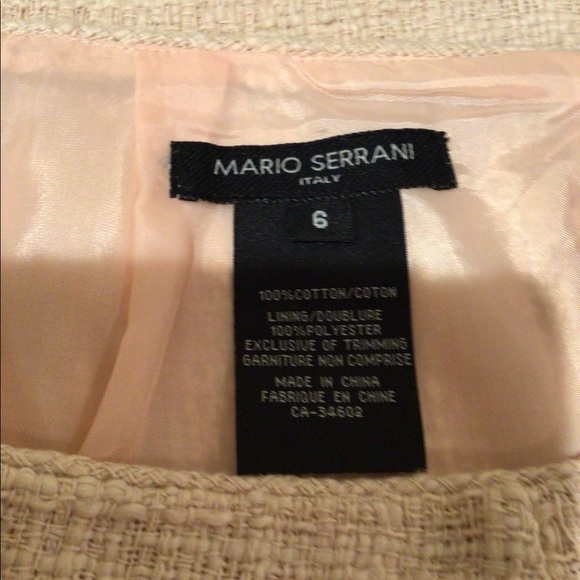 MARIO SERRANI
ITALY
6
100%COTTON/COTON
LINING/DOUBLURE
100%POLYESTER
EXCLUSIVE OF TRIMMING
GARNITURE NON COMPRISE
MADE IN CHINA
FABRIQUE EN CHINE
CA-34602